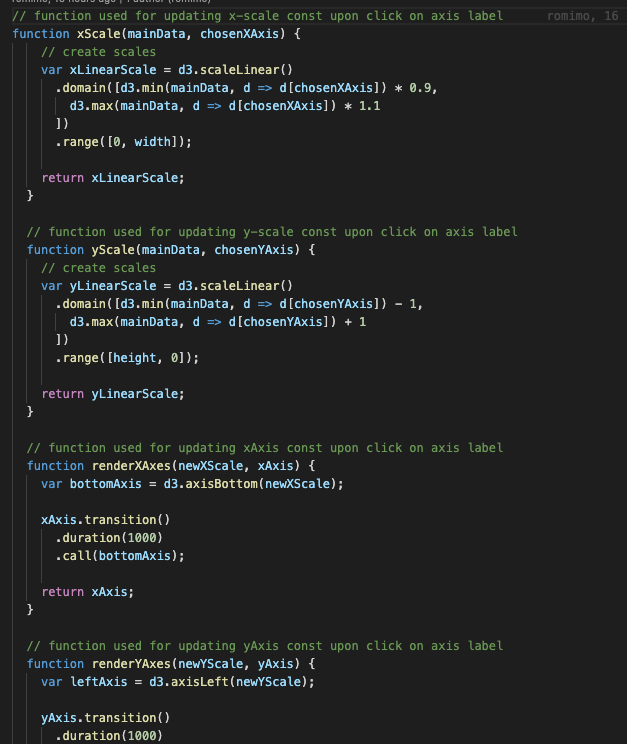 // function used for updating x-scale const upon click on axis label romimo, 16
function xScale(mainData, chosenXAxis) {
// create scales
var xLinearScale = d3.scaleLinear()
.domain([d3.min(mainData, d => d[chosenXAxis]) * 0.9,
d3.max(mainData, d => d[chosenXAxis]) * 1.1
])
.range([0, width]);
return xLinearScale;
}
// function used for updating y-scale const upon click on axis label
function yScale(mainData, chosenYAxis) {
// create scales
var yLinearScale = d3.scaleLinear()
.domain([d3.min(mainData, d => d[chosenYAxis]) - 1,
d3.max(mainData, d => d[chosenYAxis]) + 1
])
.range([height, 0]);
return yLinearScale;
}
// function used for updating xAxis const upon click on axis label
function renderXAxes(newXScale, xAxis) {
var bottomAxis = d3.axisBottom(newXScale);
xAxis.transition()
.duration(1000)
.call(bottomAxis);
return xAxis;
}
// function used for updating yAxis const upon click on axis label
function renderYAxes(newYScale, yAxis) {
var leftAxis = d3.axisLeft(newYScale);
yAxis.transition()
.duration(1000)